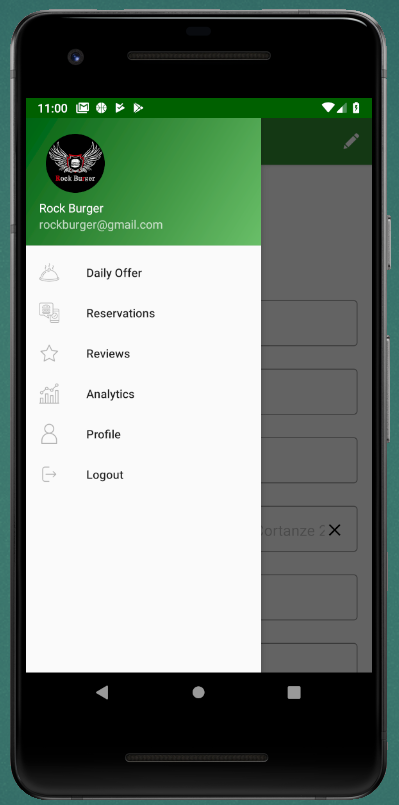 11:00
Rock Burger
Rock Burger
rockburger@gmail.com
Daily Offer
Reservations
Reviews
Analytics
Profile
Logout